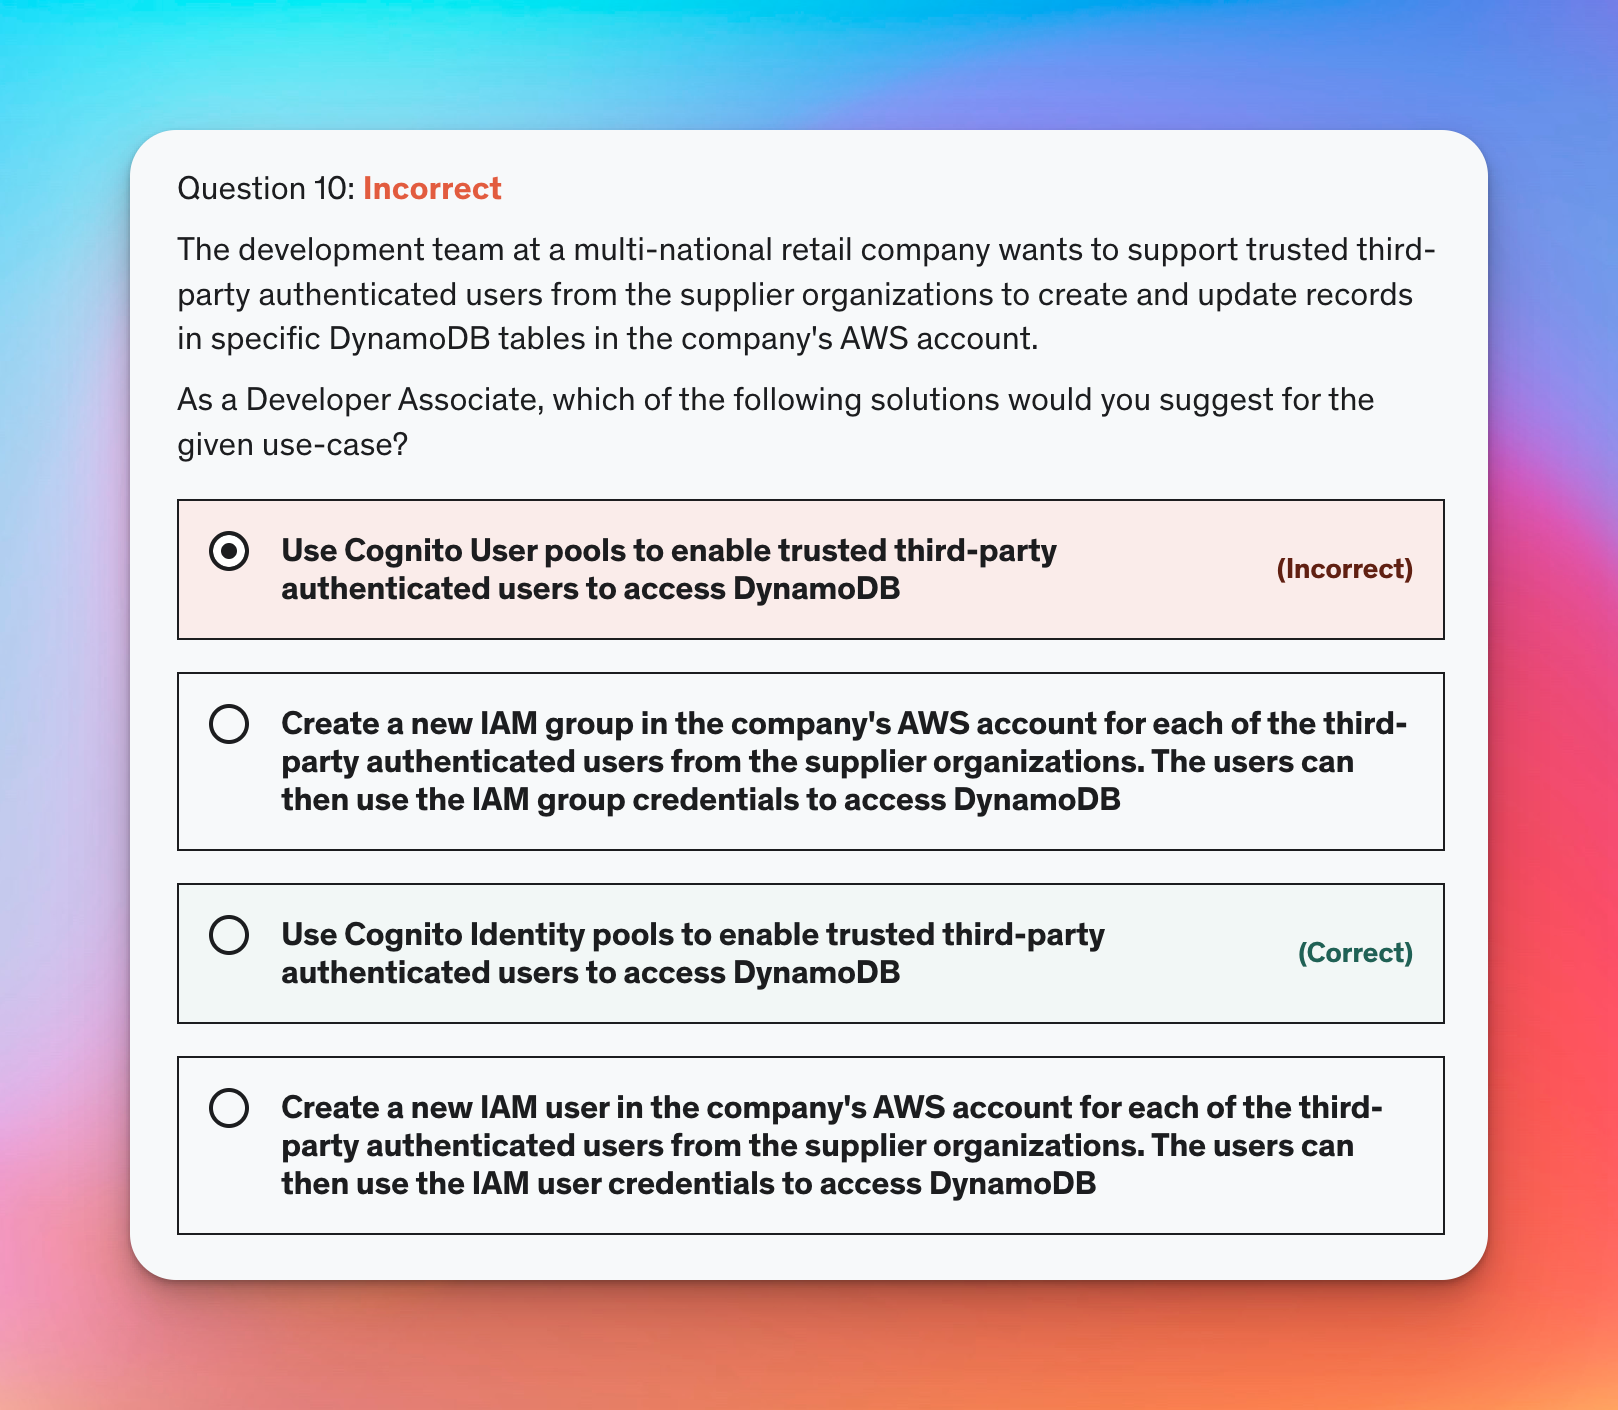 Question 10: Incorrect
The development team at a multi-national retail company wants to support trusted third-
party authenticated users from the supplier organizations to create and update records
in specific DynamoDB tables in the company's AWS account.
As a Developer Associate, which of the following solutions would you suggest for the
given use-case?
Use Cognito User pools to enable trusted third-party
authenticated users to access DynamoDB
(Incorrect)
Create a new IAM group in the company's AWS account for each of the third-
party authenticated users from the supplier organizations. The users can
then use the IAM group credentials to access DynamoDB
Use Cognito Identity pools to enable trusted third-party
authenticated users to access DynamoDB
(Correct)
Create a new IAM user in the company's AWS account for each of the third-
party authenticated users from the supplier organizations. The users can
then use the IAM user credentials to access DynamoDB